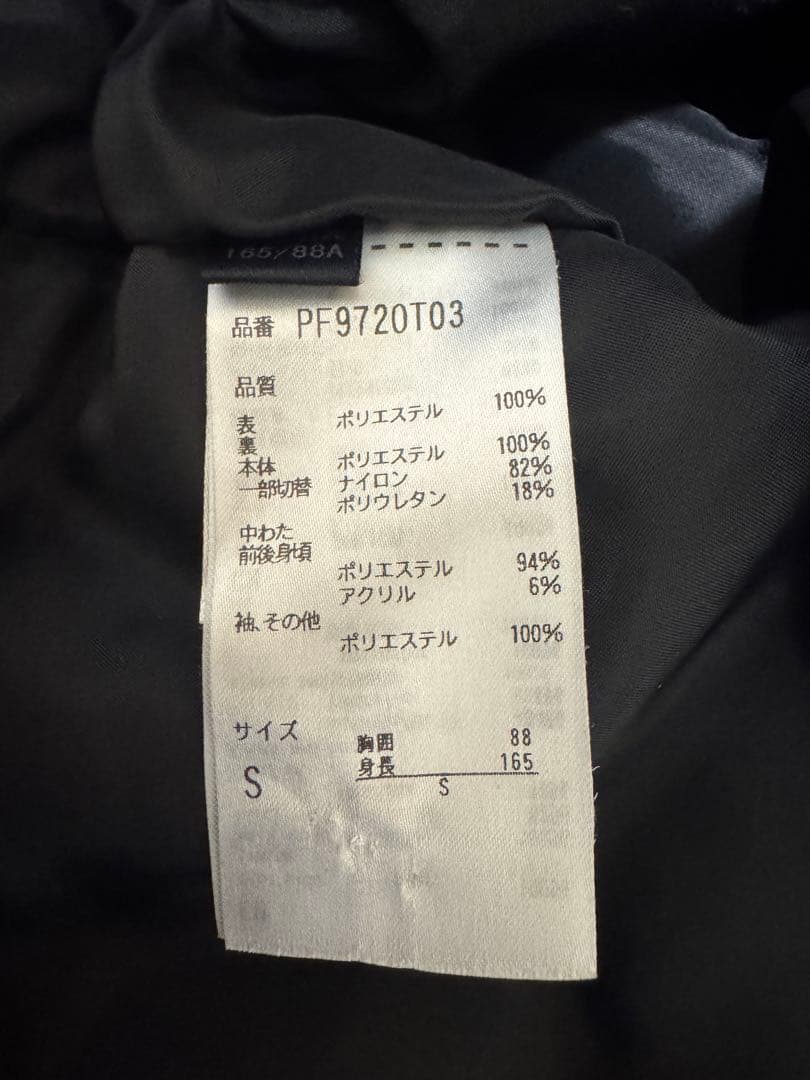 165/88A
品番 PF9720T03
品質
表 ポリエステル 100%
裏
本体 ポリエステル 100%
一部切替 ナイロン 82%
ポリウレタン 18%
中わた
前後身頃
ポリエステル 94%
アクリル 6%
袖、その他
ポリエステル 100%
サイズ
胸囲 88
身長 165
S
S